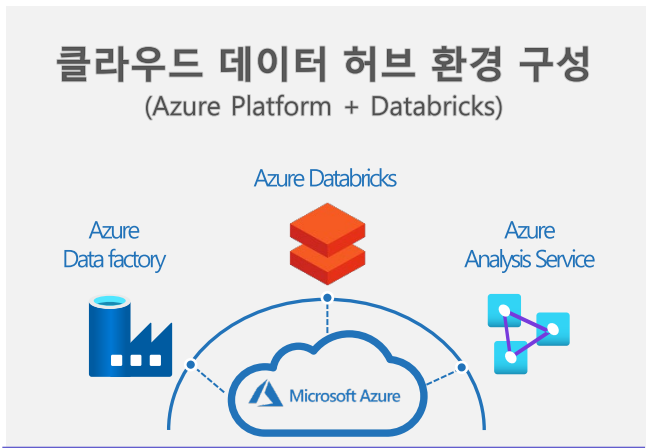 클라우드 데이터 허브 환경 구성
(Azure Platform + Databricks)
Azure Databricks
Azure
Data factory
Azure
Analysis Service
Microsoft Azure